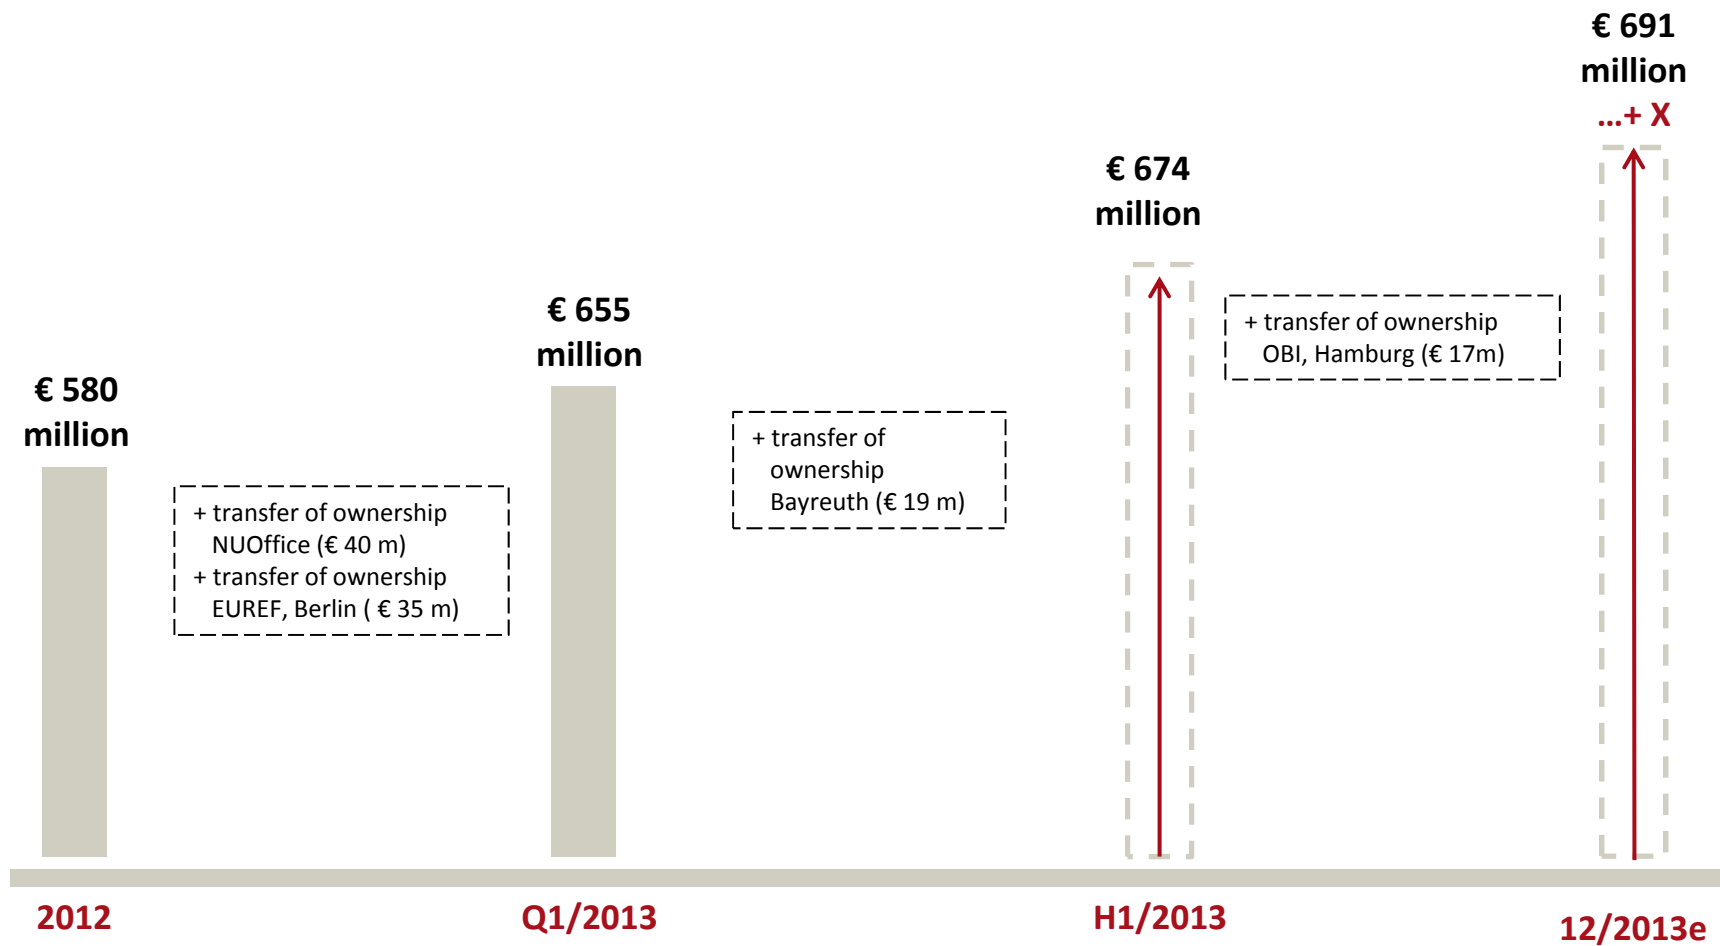 € 580
million
+ transfer of ownership
NUOffice (€ 40 m)
+ transfer of ownership
EUREF, Berlin ( € 35 m)
€ 655
million
+ transfer of
ownership
Bayreuth (€ 19 m)
€ 674
million
+ transfer of ownership
OBI, Hamburg (€ 17m)
€ 691
million
...+ X
2012
Q1/2013
H1/2013
12/2013e